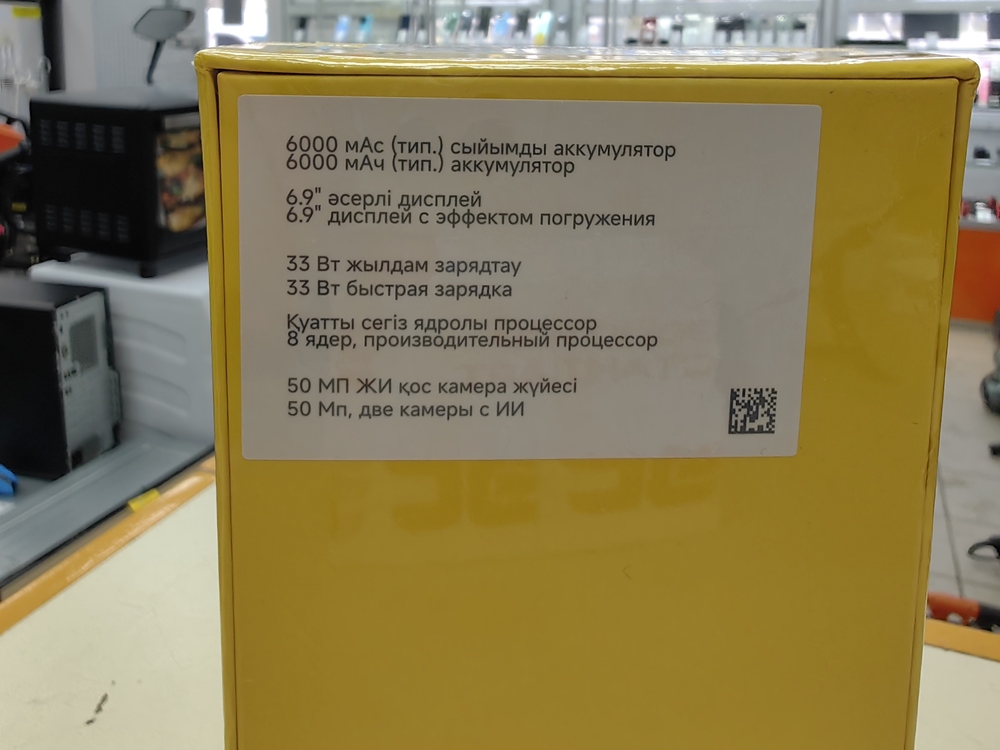 6000 мАс (тип.) сыйымды аккумулятор
6000 мАч (тип.) аккумулятор
6.9" әсерлі дисплей
6.9" дисплей с эффектом погружения
33 Вт жылдам зарядтау
33 Вт быстрая зарядка
Қуатты сегіз ядролы процессор
8 ядер, производительный процессор
50 МП ЖИ қос камера жүйесі
50 Мп, две камеры с ИИ